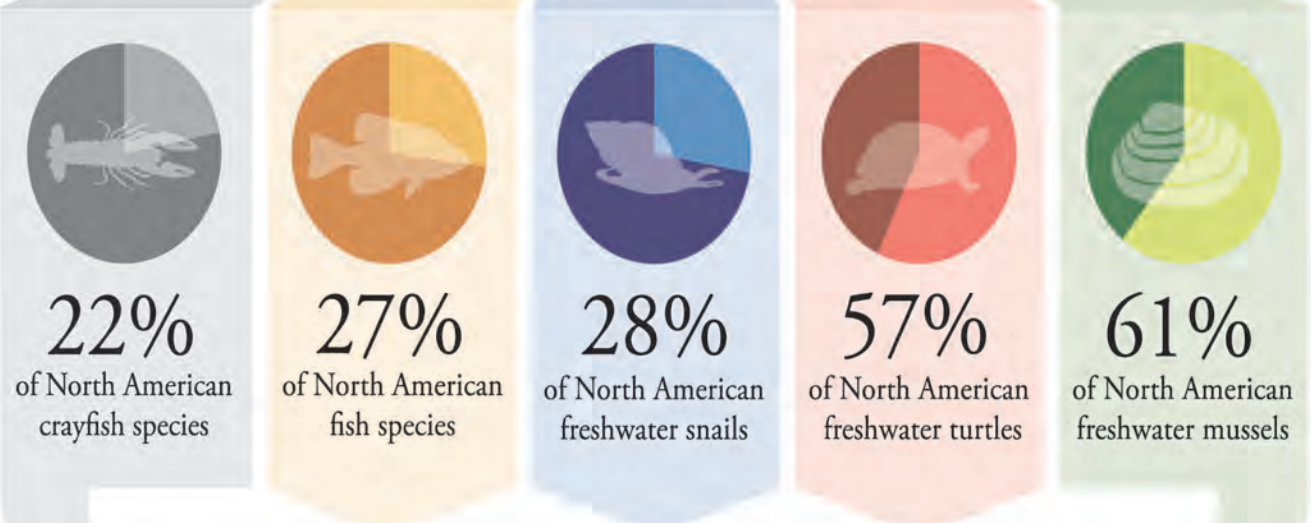 22%
of North American
crayfish species
27%
of North American
fish species
28%
of North American
freshwater snails
57%
of North American
freshwater turtles
61%
of North American
freshwater mussels